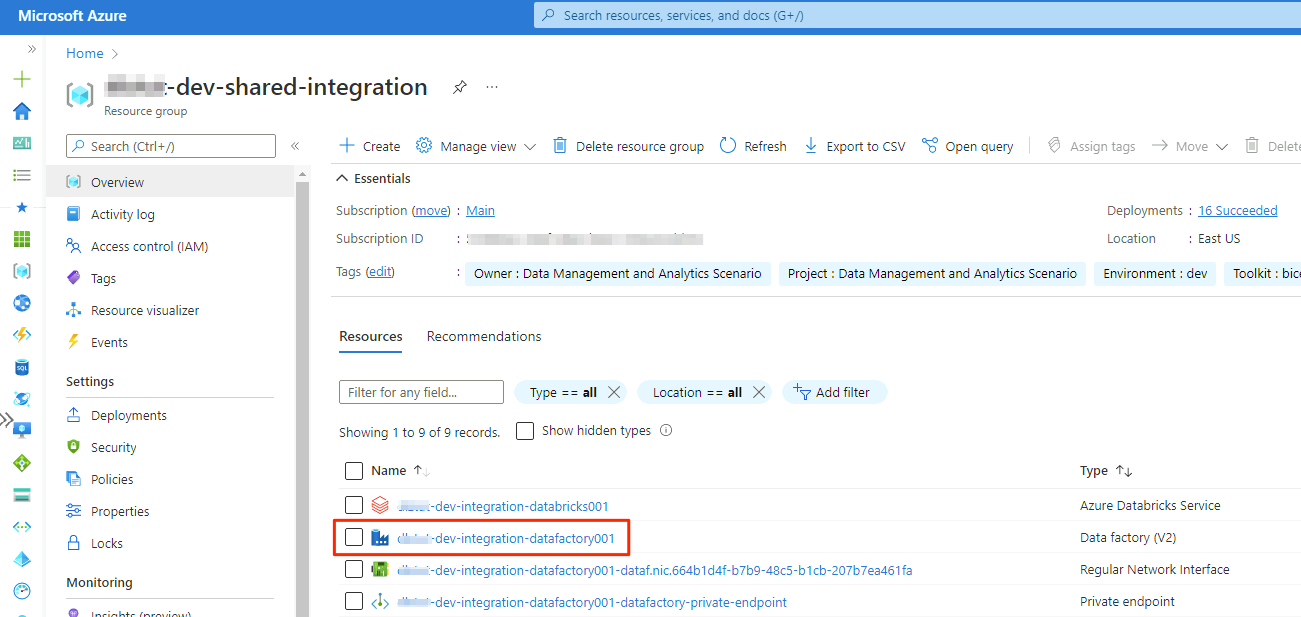 Microsoft Azure
Search resources, services, and docs (G+/)
Home
-dev-shared-integration
Resource group
Search (Ctrl+/)
Create
Manage view
Delete resource group
Refresh
Export to CSV
Open query
Assign tags
Move
Delete
Overview
Activity log
Access control (IAM)
Tags
Resource visualizer
Events
Settings
Deployments
Security
Policies
Properties
Locks
Monitoring
Insights (preview)
Essentials
Subscription (move) : Main
Deployments : 16 Succeeded
Subscription ID :
Location : East US
Tags (edit) : Owner : Data Management and Analytics Scenario Project : Data Management and Analytics Scenario Environment : dev Toolkit : bice
Resources Recommendations
Filter for any field...
Type == all
Location == all
Add filter
Showing 1 to 9 of 9 records.
Show hidden types
Name Type
-dev-integration-databricks001 Azure Databricks Service
-dev-integration-datafactory001 Data factory (V2)
-dev-integration-datafactory001-dataf.nic.664b1d4f-b7b9-48c5-b1cb-207b7ea461fa Regular Network Interface
-dev-integration-datafactory001-datafactory-private-endpoint Private endpoint